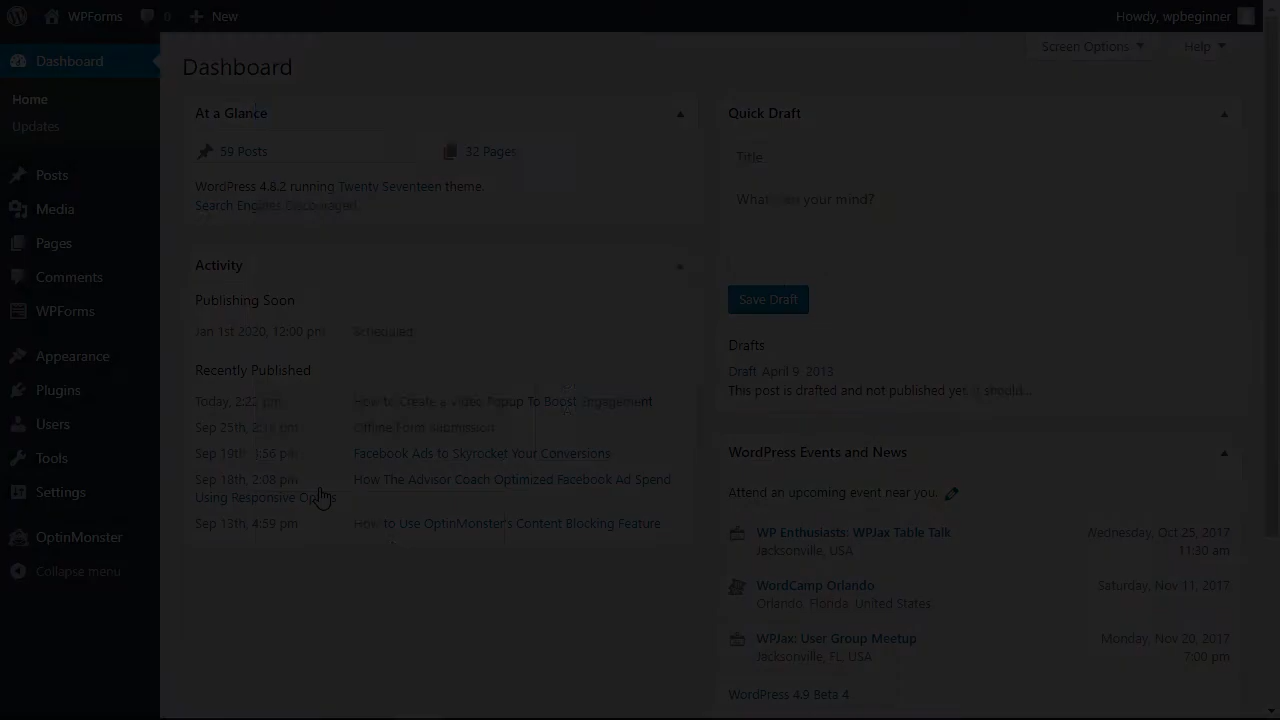 WPForms 0 New Howdy, wpbeginner
Dashboard Screen Options Help
Home
Updates
Posts
Media
Pages
Comments
WPForms
Appearance
Plugins
Users
Tools
Settings
OptinMonster
Collapse menu
Dashboard
At a Glance
59 Posts 32 Pages
WordPress 4.8.2 running Twenty Seventeen theme.
Search Engines Discouraged
Activity
Publishing Soon
Jan 1st 2020, 12:00 pm Scheduled
Recently Published
Today, 2:22 pm How to Create a Video Popup To Boost Engagement
Sep 25th, pm Offline Form Submission
Sep 19th, 1:56 pm Facebook Ads to Skyrocket Your Conversions
Sep 18th, 2:08 pm How The Advisor Coach Optimized Facebook Ad Spend
Using Responsive
Sep 13th, 4:59 pm How to Use OptinMonster's Content Blocking Feature
Quick Draft
Title
What your mind?
Save Draft
Drafts
Draft April 9, 2013
This post is drafted and not published yet. It should...
WordPress Events and News
Attend an upcoming event near you.
WP Enthusiasts: WPJax Table Talk Wednesday, Oct 25, 2017
Jacksonville, USA 11:30 am
WordCamp Orlando Saturday, Nov 11, 2017
Orlando, Florida, United States
WPJax: User Group Meetup Monday, Nov 20, 2017
Jacksonville, FL, USA 7:00 pm
WordPress 4.9 Beta 4